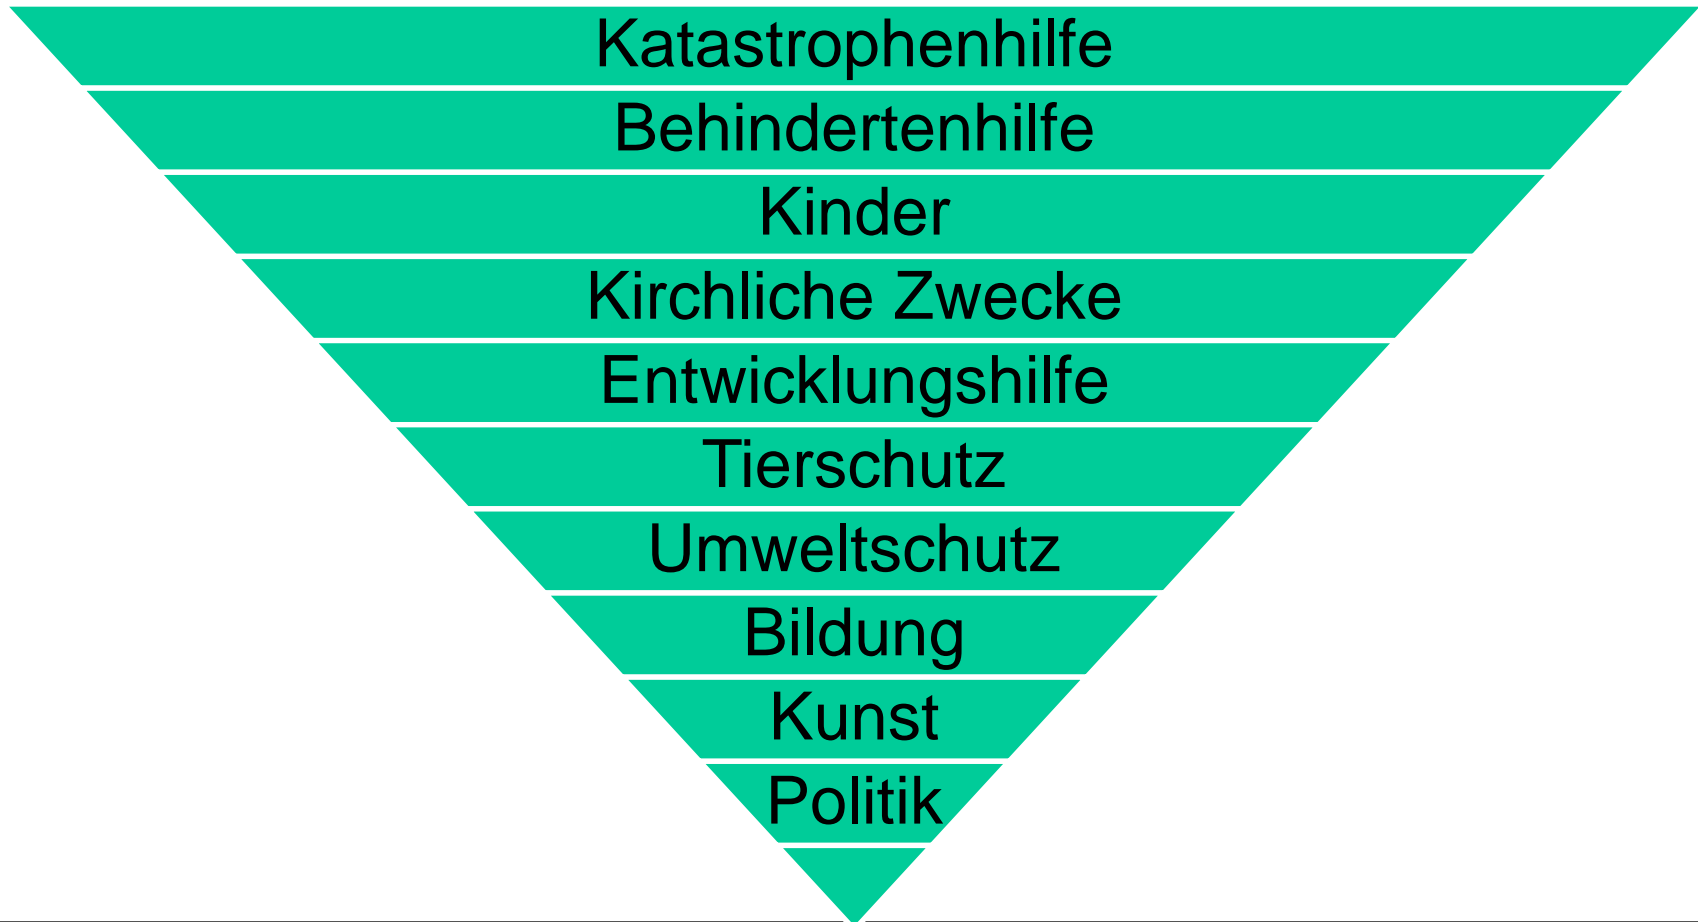 Katastrophenhilfe
Behindertenhilfe
Kinder
Kirchliche Zwecke
Entwicklungshilfe
Tierschutz
Umweltschutz
Bildung
Kunst
Politik